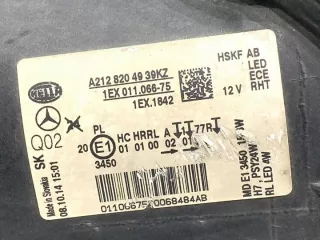 HELLA
A212 820 49 39KZ
1EX 011.066-75
1EX.1842
HSKF AB
LED
ECE
12 V RHT
SK Q02
PL HC HRRL A 77R
20 E1 01 01 00 02 01
3450
Made in Slovakia
08.10.14 15:01
MD E1 3450
H7, PSY24W
RL LED 4W